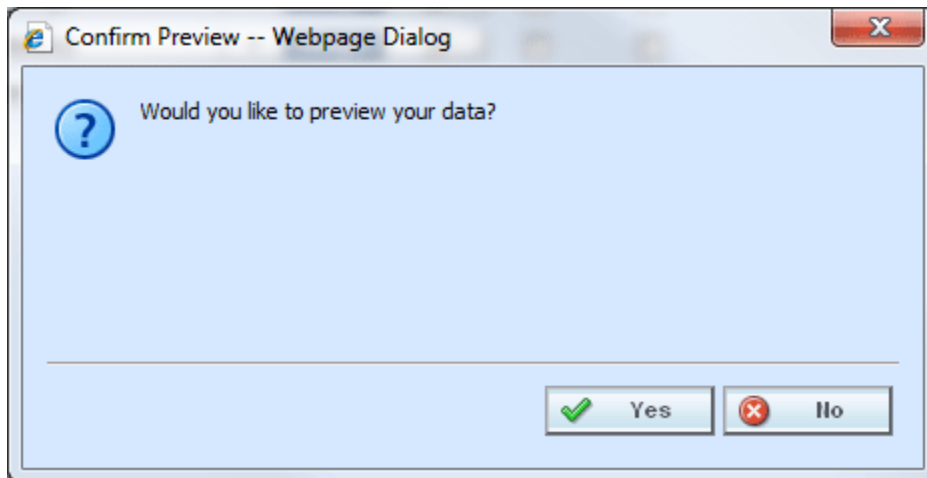 Confirm Preview -- Webpage Dialog
Would you like to preview your data?
Yes
No